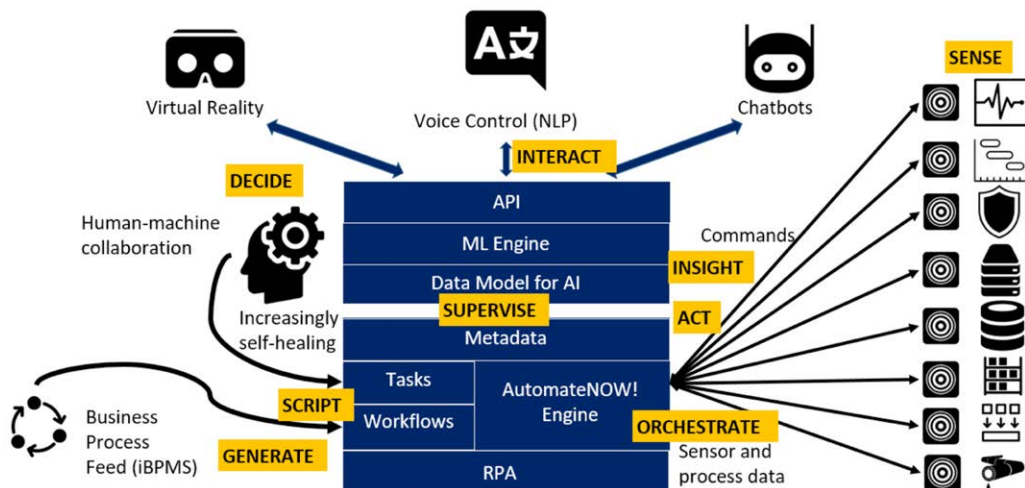 SENSE
Virtual Reality
Voice Control (NLP)
Chatbots
INTERACT
DECIDE
Human-machine
collaboration
Increasingly
self-healing
API
ML Engine
Data Model for AI
Commands
INSIGHT
SUPERVISE
ACT
Metadata
Tasks
Workflows
AutomateNOW!
Engine
SCRIPT
Business
Process
Feed (iBPMS)
GENERATE
ORCHESTRATE
Sensor and
process data
RPA